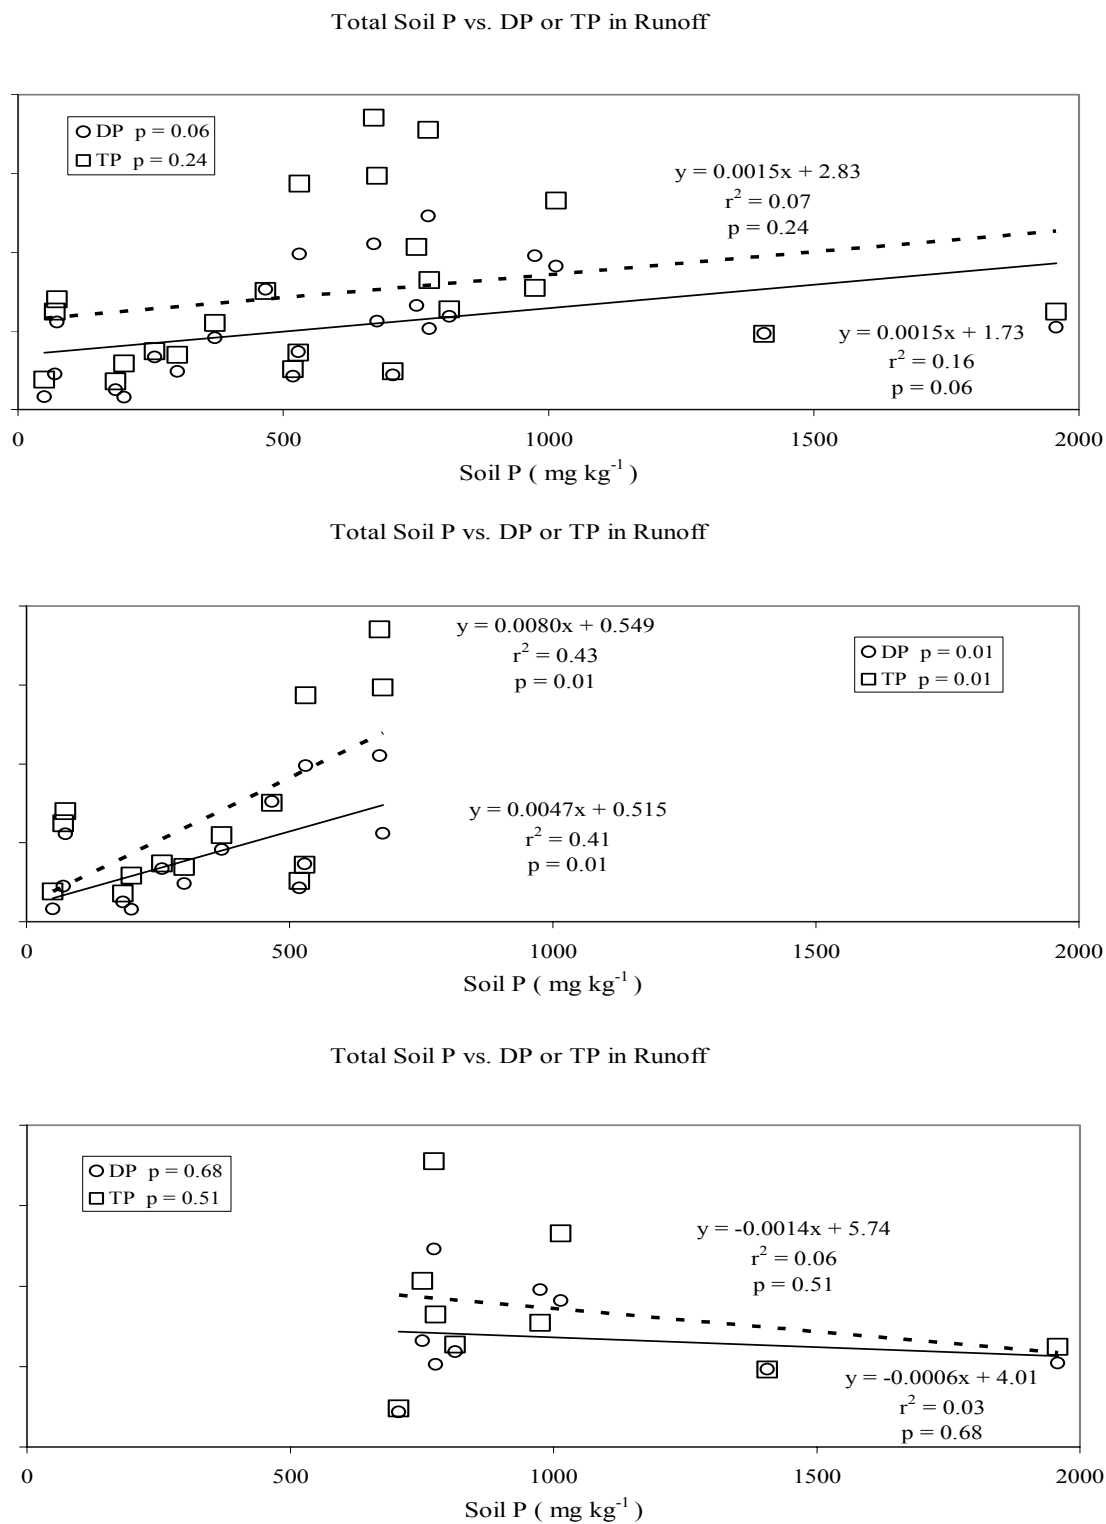 Total Soil P vs. DP or TP in Runoff
DP p = 0.06
TP p = 0.24
y = 0.0015x + 2.83
r² = 0.07
p = 0.24
y = 0.0015x + 1.73
r² = 0.16
p = 0.06
0 500 1000 1500 2000
Soil P ( mg kg⁻¹ )
Total Soil P vs. DP or TP in Runoff
y = 0.0080x + 0.549
r² = 0.43
p = 0.01
DP p = 0.01
TP p = 0.01
y = 0.0047x + 0.515
r² = 0.41
p = 0.01
0 500 1000 1500 2000
Soil P ( mg kg⁻¹ )
Total Soil P vs. DP or TP in Runoff
DP p = 0.68
TP p = 0.51
y = -0.0014x + 5.74
r² = 0.06
p = 0.51
y = -0.0006x + 4.01
r² = 0.03
p = 0.68
0 500 1000 1500 2000
Soil P ( mg kg⁻¹ )